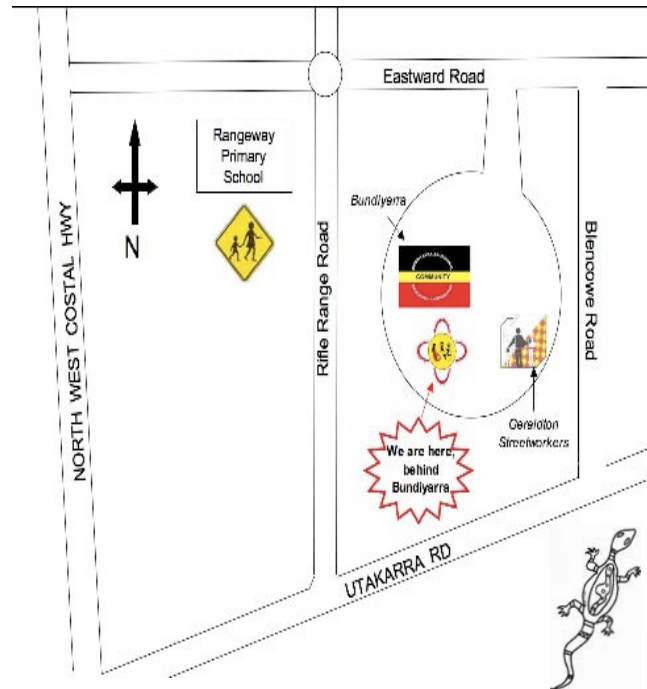 Eastward Road
Rangeway
Primary
School
N
NORTH WEST COSTAL HWY
Rifle Range Road
Bundiyarra
COMMUNITY
Blencowe Road
Geraldton
Streetworkers
We are here,
behind
Bundiyarra
UTAKARRA RD